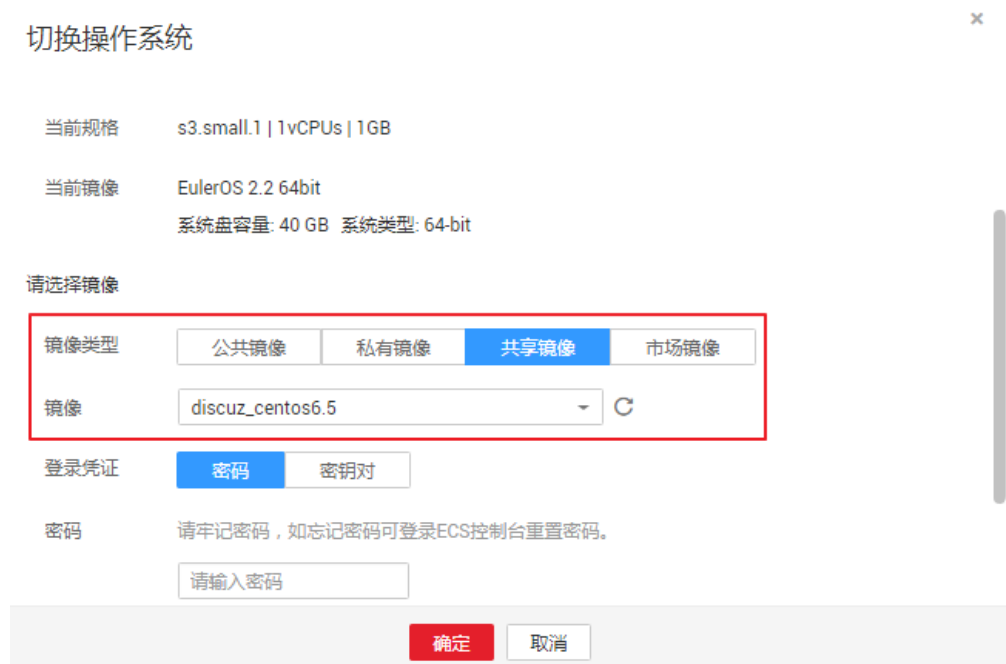 切换操作系统
当前规格 s3.small.1 | 1vCPUs | 1GB
当前镜像 EulerOS 2.2 64bit
系统盘容量: 40 GB 系统类型: 64-bit
请选择镜像
镜像类型 公共镜像 私有镜像 共享镜像 市场镜像
镜像 discuz_centos6.5
登录凭证 密码 密钥对
密码 请牢记密码，如忘记密码可登录ECS控制台重置密码。
请输入密码
确定 取消